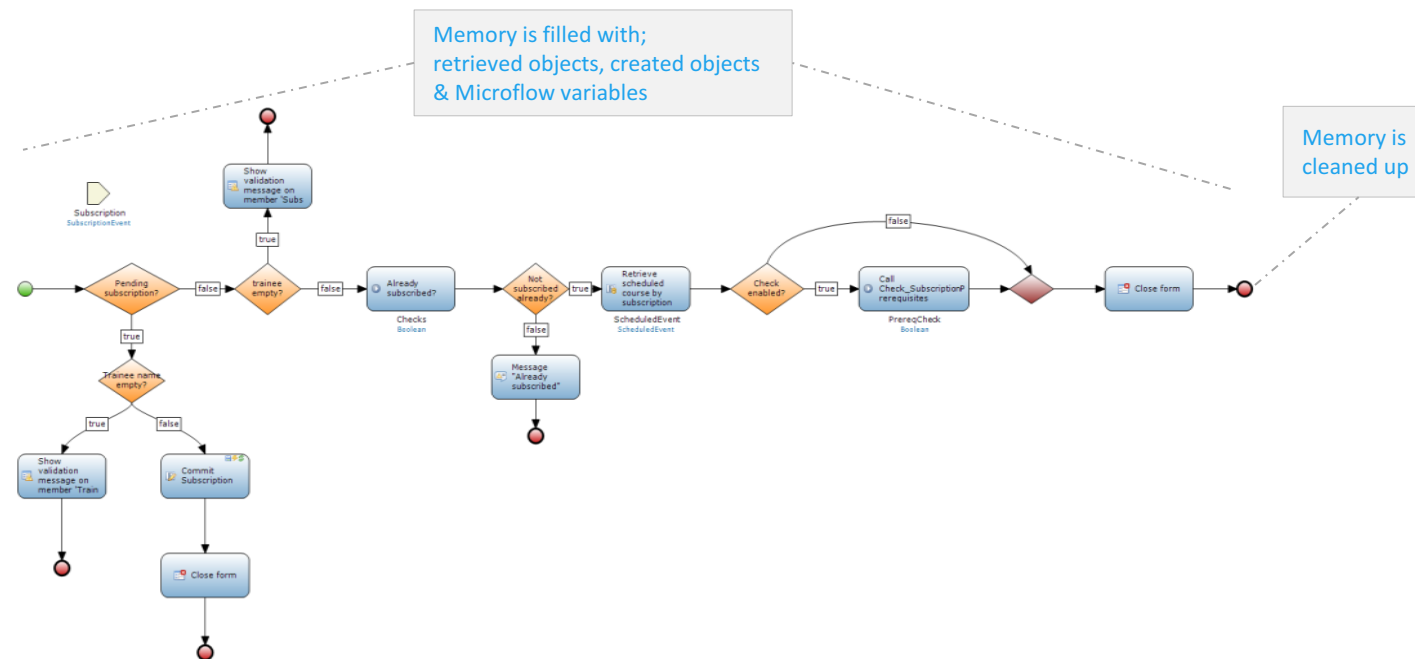 Memory is filled with;
retrieved objects, created objects
& Microflow variables
Memory is
cleaned up
Show
validation
message on
member 'Subs
Subscription
SubscriptionEvent
true
false
Pending
subscription?
false
trainee
empty?
false
Already
subscribed?
Checks
Boolean
Not
subscribed
already?
true
Retrieve
scheduled
course by
subscription
ScheduledEvent
ScheduledEvent
Check
enabled?
true
Call
Check_SubscriptionP
rerequisites
PrereqCheck
Boolean
Close form
true
false
Trainee name
empty?
Message
"Already
subscribed"
true
false
Show
validation
message on
member 'Train
Commit
Subscription
Close form